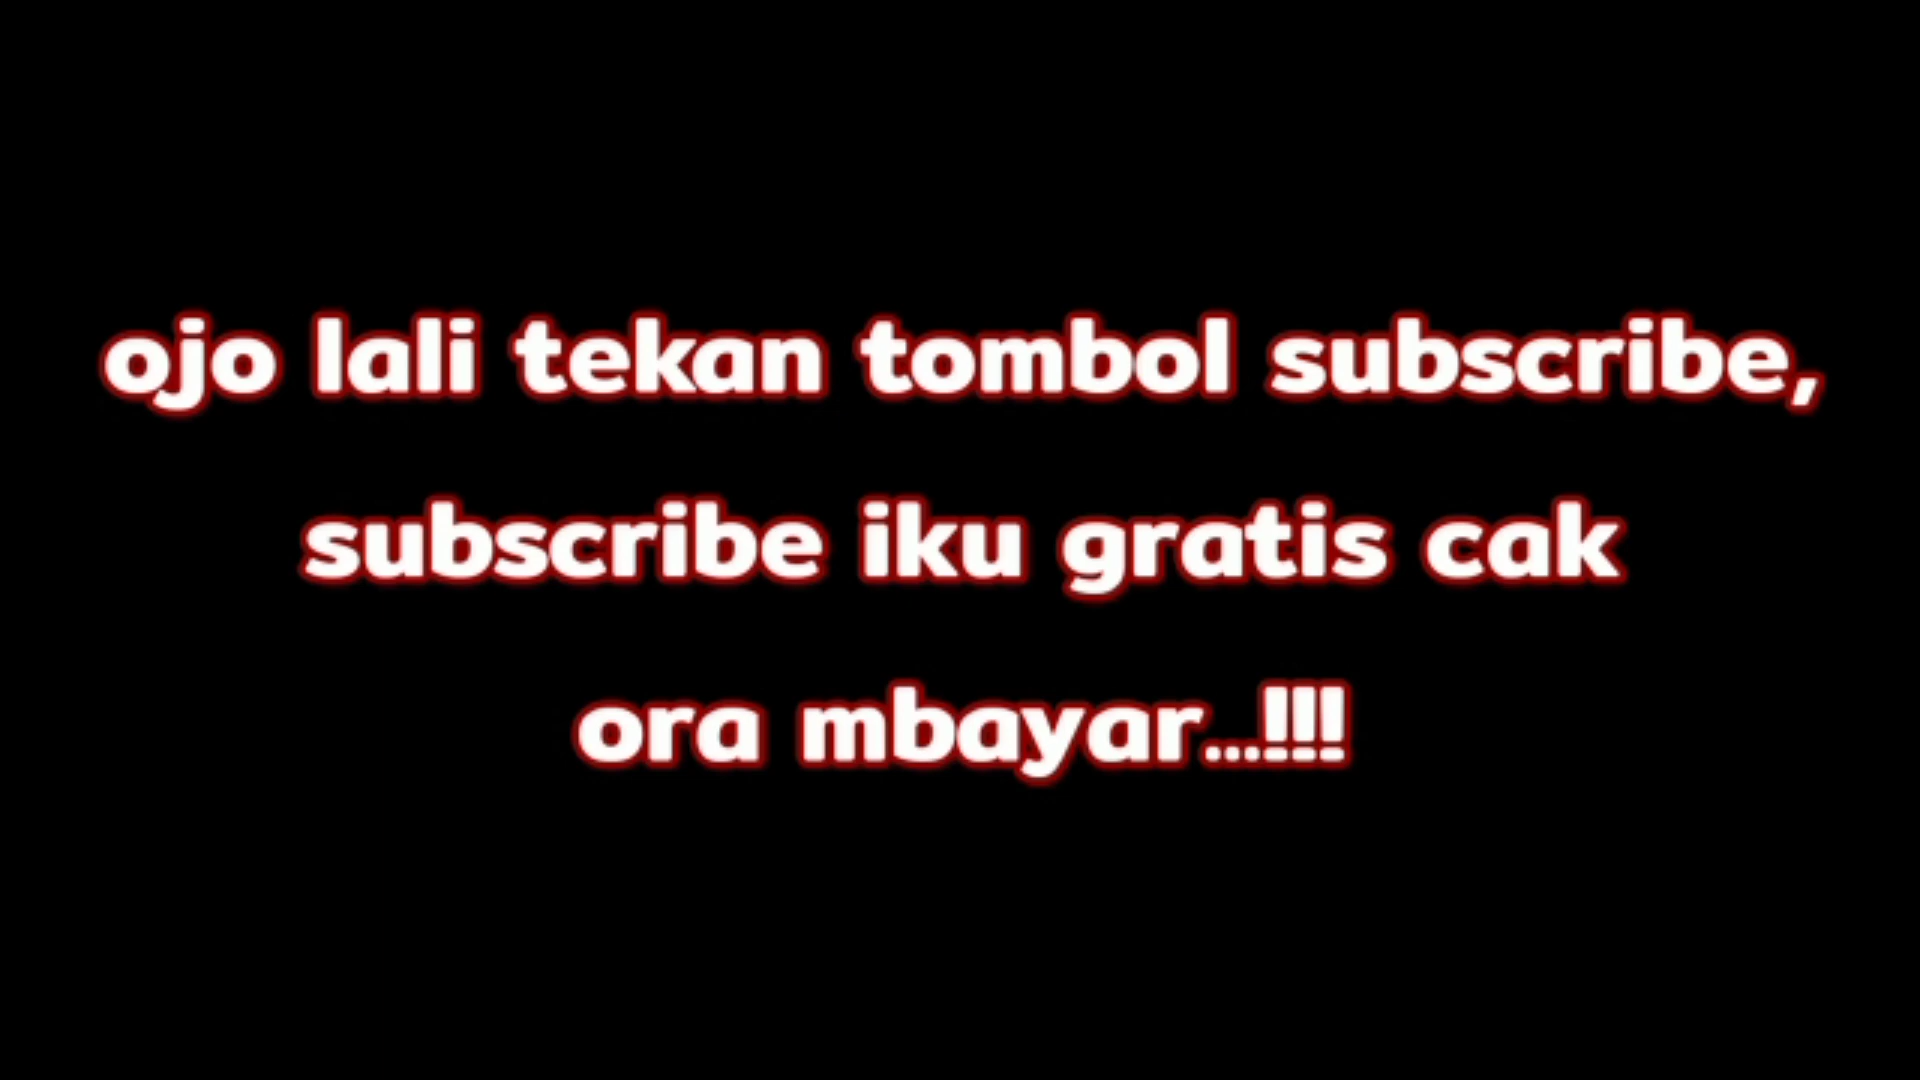 ojo lali tekan tombol subscribe,
subscribe iku gratis cak
ora mbayar...!!!